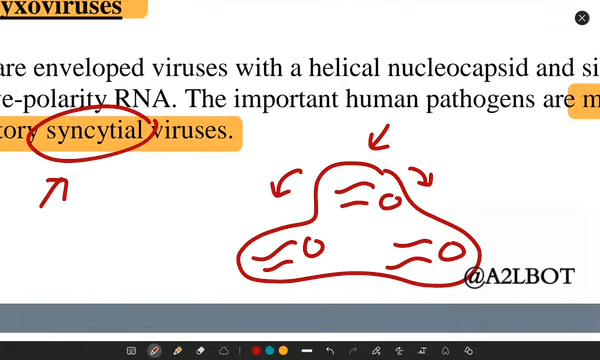 yxoviruses
are enveloped viruses with a helical nucleocapsid and si
ve-polarity RNA. The important human pathogens are m
tory syncytial viruses.
@A2LBOT